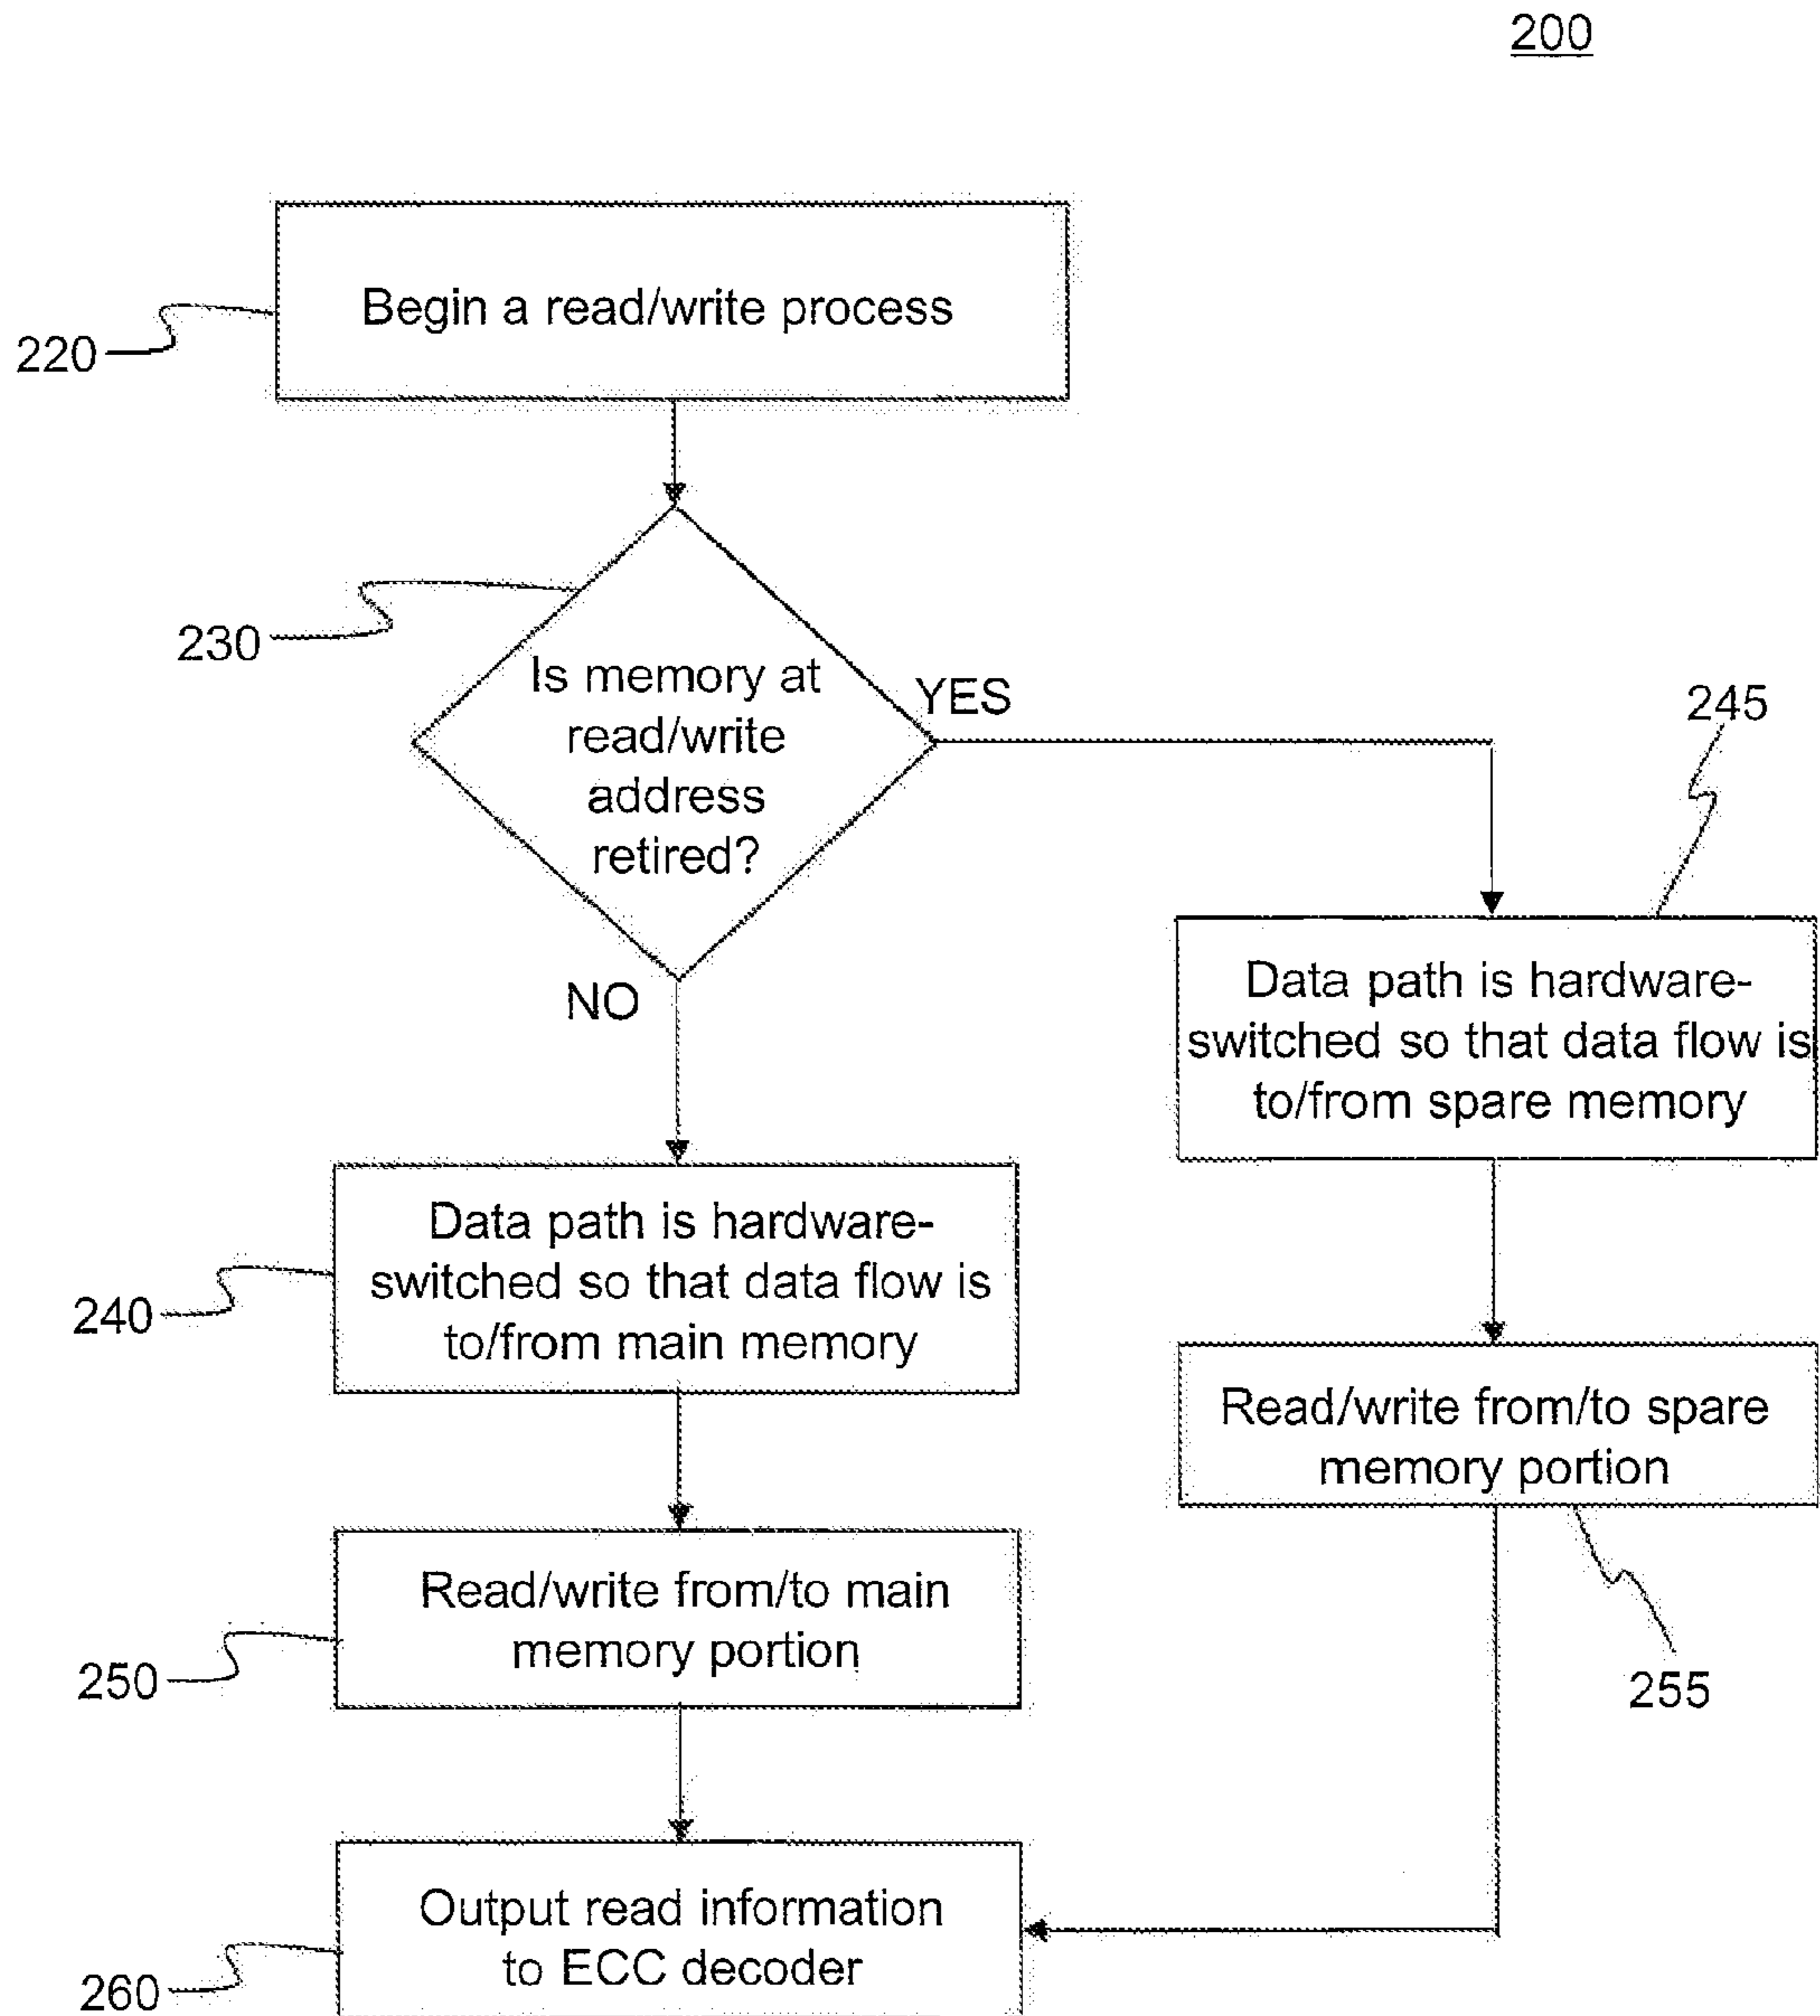 200
Begin a read/write process
220
230
Is memory at
read/write
address
retired?
YES
245
NO
Data path is hardware-
switched so that data flow is
to/from spare memory
Data path is hardware-
switched so that data flow is
to/from main memory
240
Read/write from/to spare
memory portion
255
Read/write from/to main
memory portion
250
Output read information
to ECC decoder
260